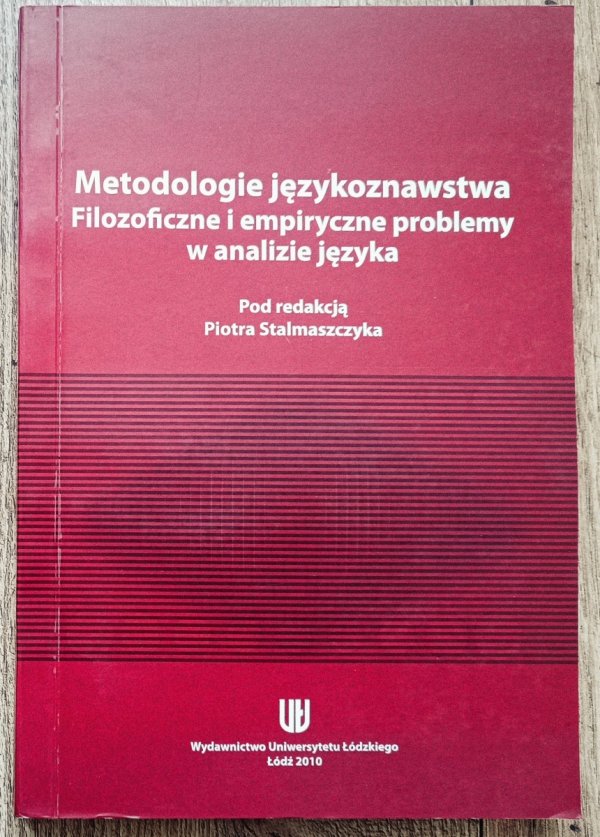 Metodologie językoznawstwa
Filozoficzne i empiryczne problemy
w analizie języka
Pod redakcją
Piotra Stalmaszczyka
UŁ
Wydawnictwo Uniwersytetu Łódzkiego
Łódź 2010